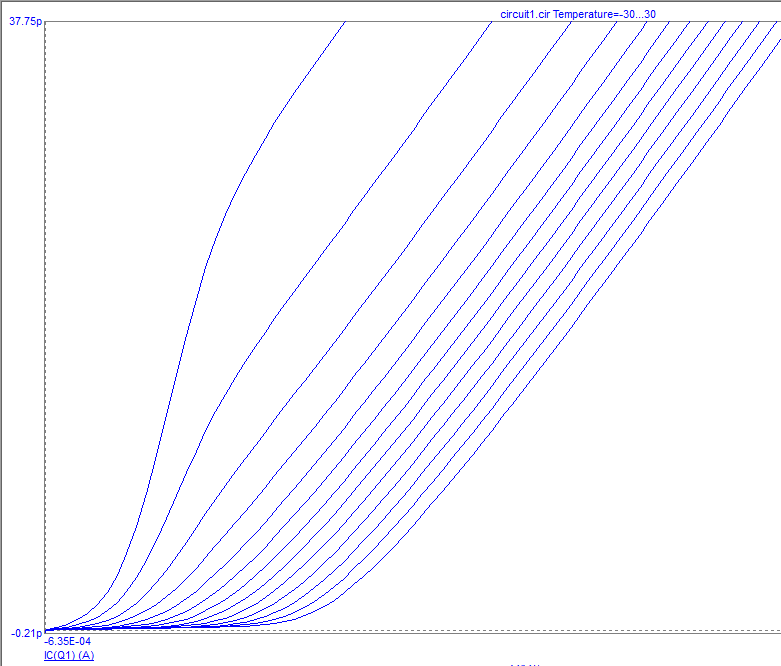 circuit1.cir Temperature=-30...30
37.75p
-0.21p
-6.35E-04
IC(Q1) (A)